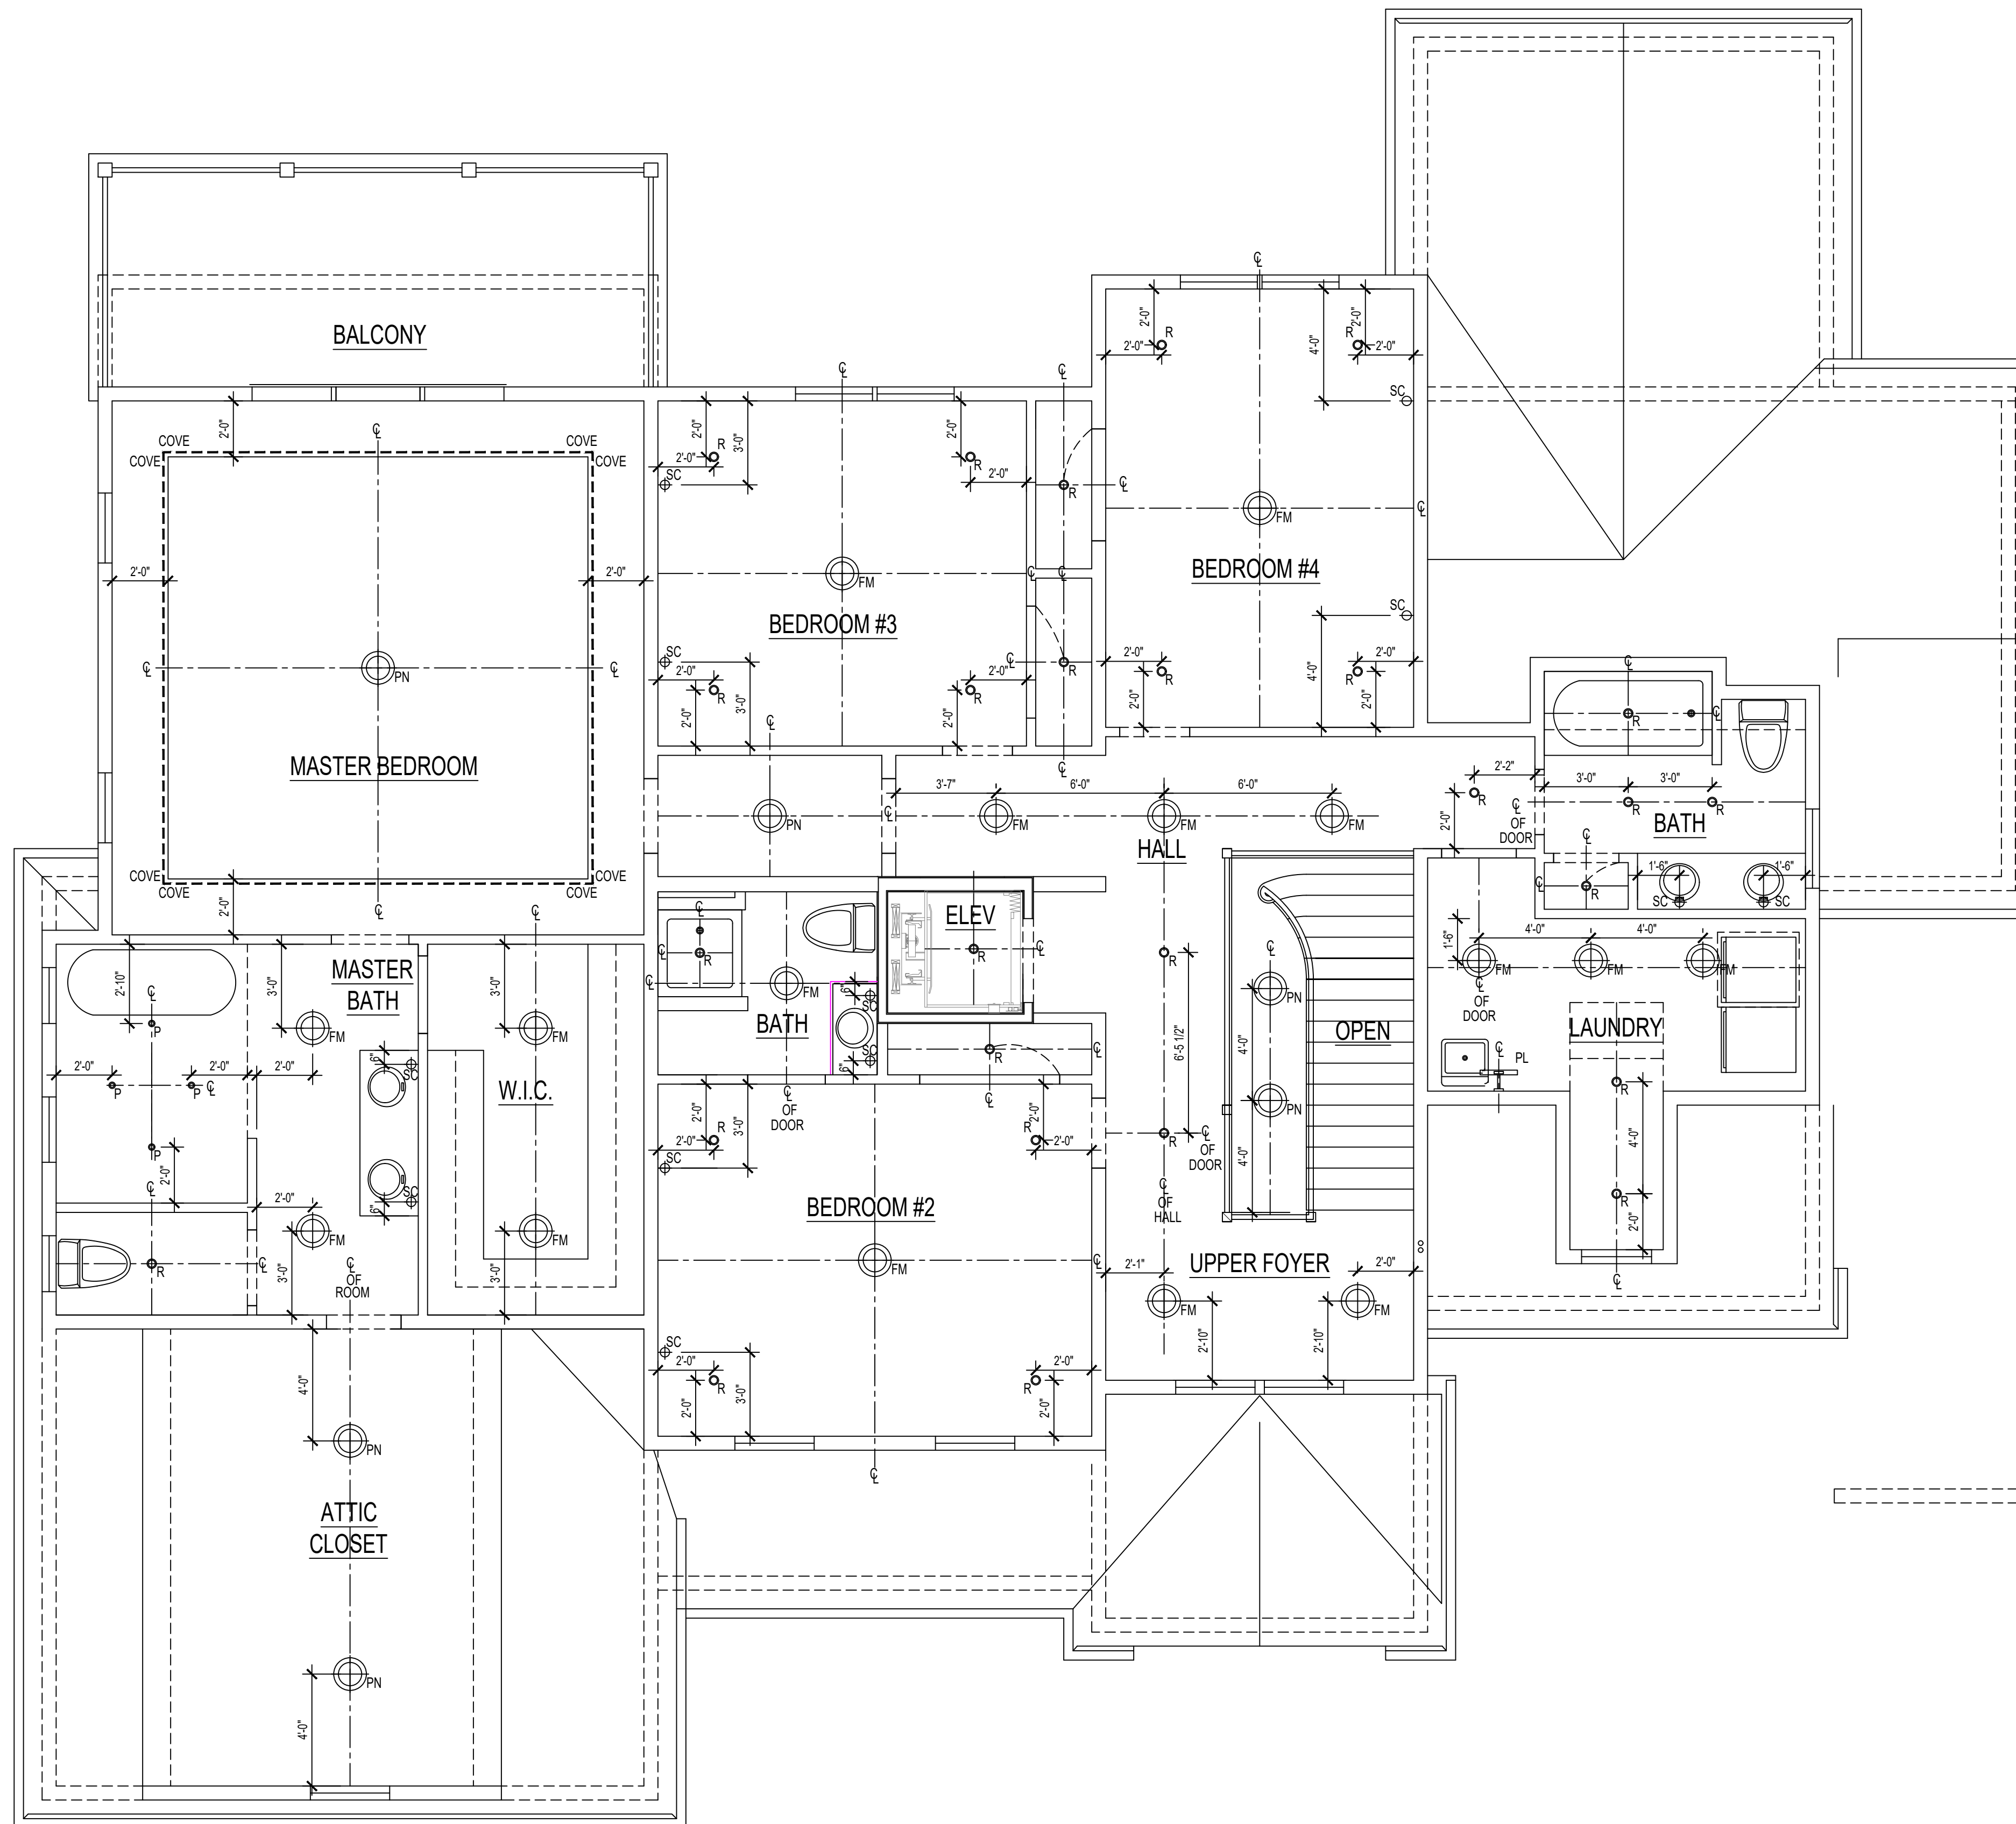 ℄
℄
℄
BALCONY
2'-0"
R
2'-0"
4'-0"
R
2'-0"
2'-0"
SC
℄
COVE
COVE
2'-0"
COVE
COVE
2'-0"
R
3'-0"
2'-0"
SC
2'-0"
R
2'-0"
R
℄
FM
℄
2'-0"
2'-0"
FM
℄
℄
BEDROOM #3
BEDROOM #4
SC
℄
PN
℄
SC
2'-0"
R
2'-0"
3'-0"
2'-0"
R
2'-0"
℄
R
2'-0"
R
2'-0"
4'-0"
2'-0"
R
2'-0"
MASTER BEDROOM
℄
℄
℄
R
℄
3'-7"
6'-0"
6'-0"
2'-2"
R
2'-0"
3'-0"
3'-0"
R
R
PN
℄
FM
FM
FM
℄
OF
DOOR
BATH
HALL
℄
COVE
COVE
COVE
COVE
2'-0"
℄
℄
R
1'-6"
1'-6"
SC
SC
℄
℄
℄
℄
R
ELEV
R
℄
℄
R
1'-6"
4'-0"
4'-0"
FM
FM
FM
℄
OF
DOOR
MASTER
BATH
2'-10"
3'-0"
3'-0"
℄
P
FM
FM
FM
6"
SC
BATH
SC
6"
PN
OPEN
LAUNDRY
℄
PL
6'-5 1/2"
4'-0"
R
℄
℄
2'-0"
P
2'-0"
P
℄
2'-0"
6"
SC
W.I.C.
℄
OF
DOOR
PN
R
4'-0"
2'-0"
R
2'-0"
3'-0"
SC
R
2'-0"
2'-0"
R
℄
OF
DOOR
4'-0"
P
2'-0"
℄
2'-0"
SC
6"
℄
OF
HALL
R
2'-0"
BEDROOM #2
R
℄
FM
3'-0"
℄
OF
ROOM
FM
3'-0"
FM
℄
2'-1"
UPPER FOYER
2'-0"
℄
FM
2'-10"
FM
2'-10"
SC
2'-0"
R
2'-0"
3'-0"
2'-0"
R
2'-0"
4'-0"
PN
℄
ATTIC
CLOSET
PN
4'-0"